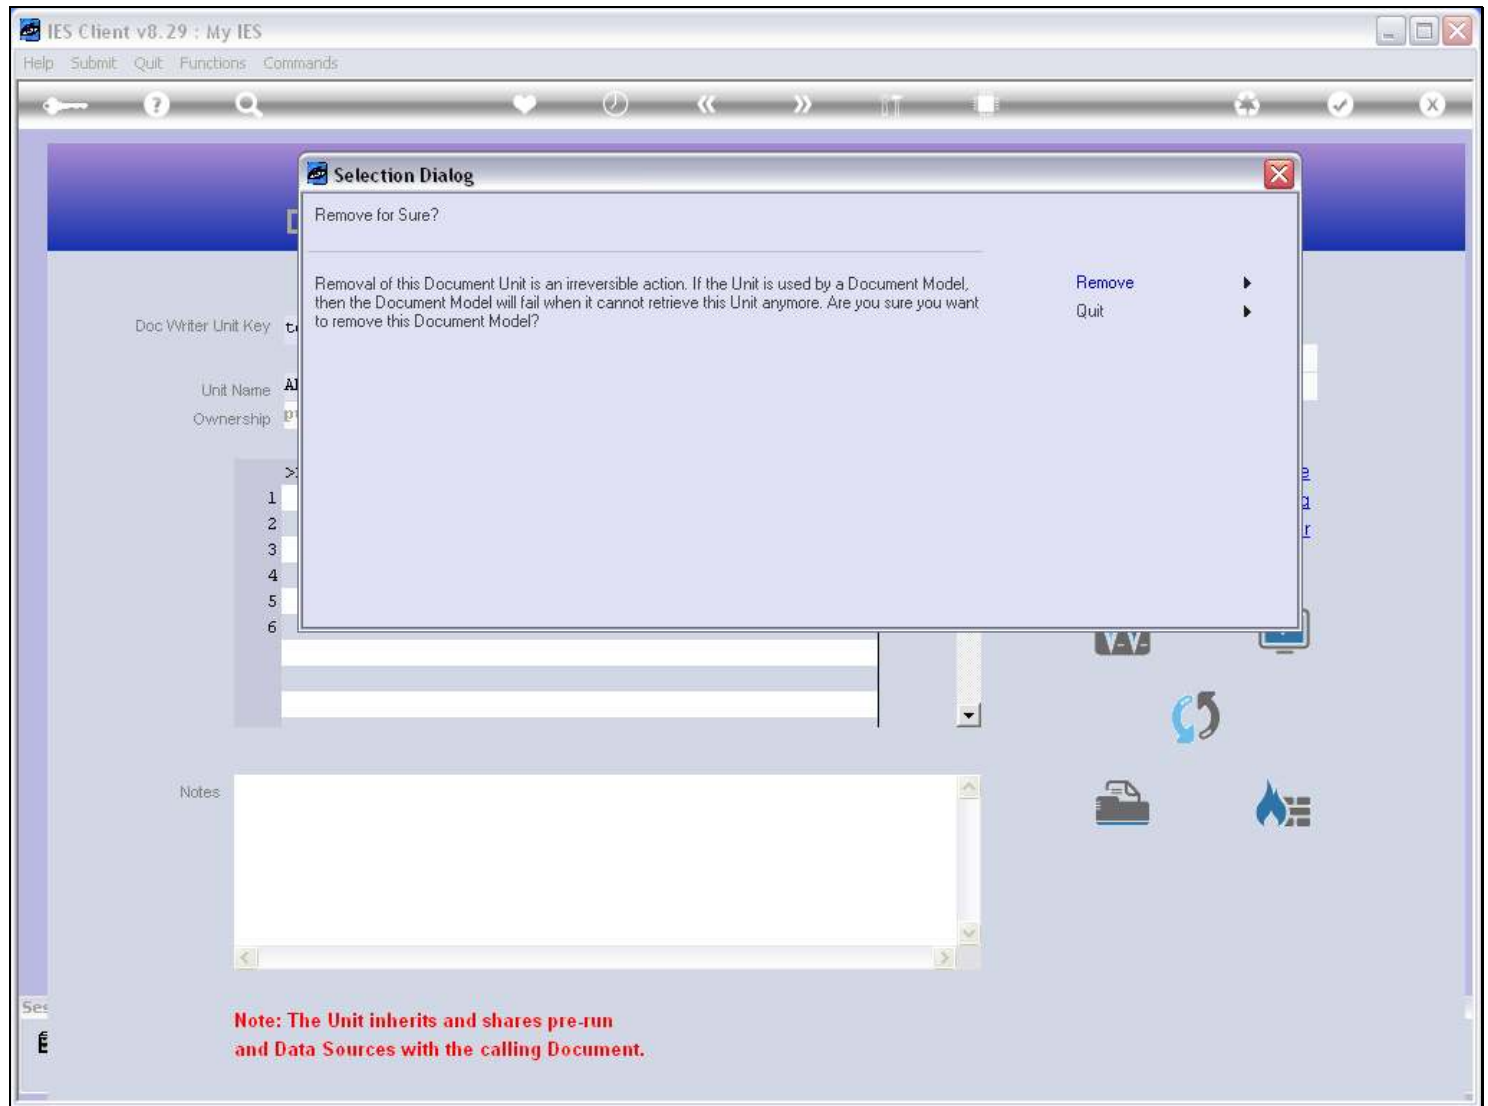 IES Client v8.29 : My IES
Help Submit Quit Functions Commands
Selection Dialog
Remove for Sure?
Removal of this Document Unit is an irreversible action. If the Unit is used by a Document Model,
then the Document Model will fail when it cannot retrieve this Unit anymore. Are you sure you want
to remove this Document Model?
Remove
Quit
Doc Writer Unit Key
Unit Name
Ownership
1
2
3
4
5
6
Notes
Note: The Unit inherits and shares pre-run
and Data Sources with the calling Document.